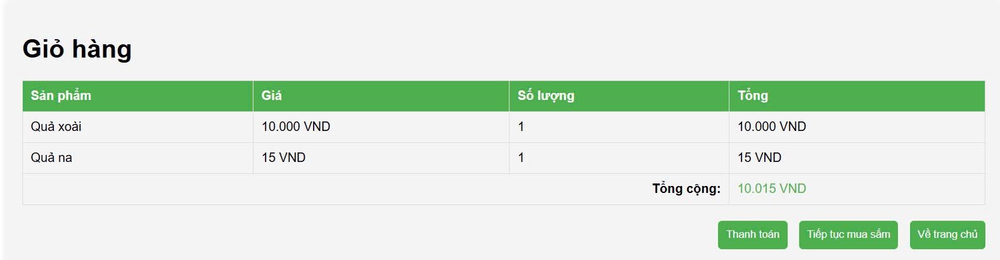 Giỏ hàng
Sản phẩm Giá Số lượng Tổng
Quả xoài 10.000 VND 1 10.000 VND
Quả na 15 VND 1 15 VND
Tổng cộng: 10.015 VND
Thanh toán Tiếp tục mua sắm Về trang chủ